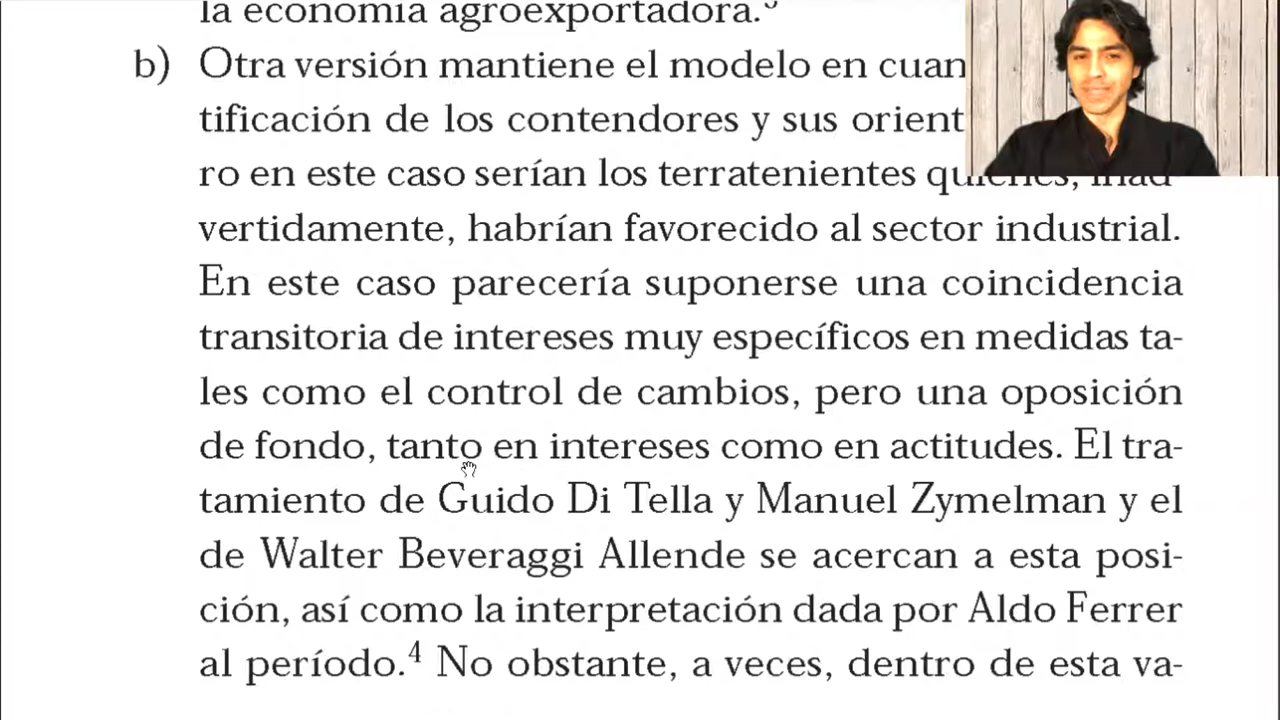 la economía agroexportadora.³
b) Otra versión mantiene el modelo en cuan
tificación de los contendores y sus orient
ro en este caso serían los terratenientes quienes, inad-
vertidamente, habrían favorecido al sector industrial.
En este caso parecería suponerse una coincidencia
transitoria de intereses muy específicos en medidas ta-
les como el control de cambios, pero una oposición
de fondo, tanto en intereses como en actitudes. El tra-
tamiento de Guido Di Tella y Manuel Zymelman y el
de Walter Beveraggi Allende se acercan a esta posi-
ción, así como la interpretación dada por Aldo Ferrer
al período.⁴ No obstante, a veces, dentro de esta va-